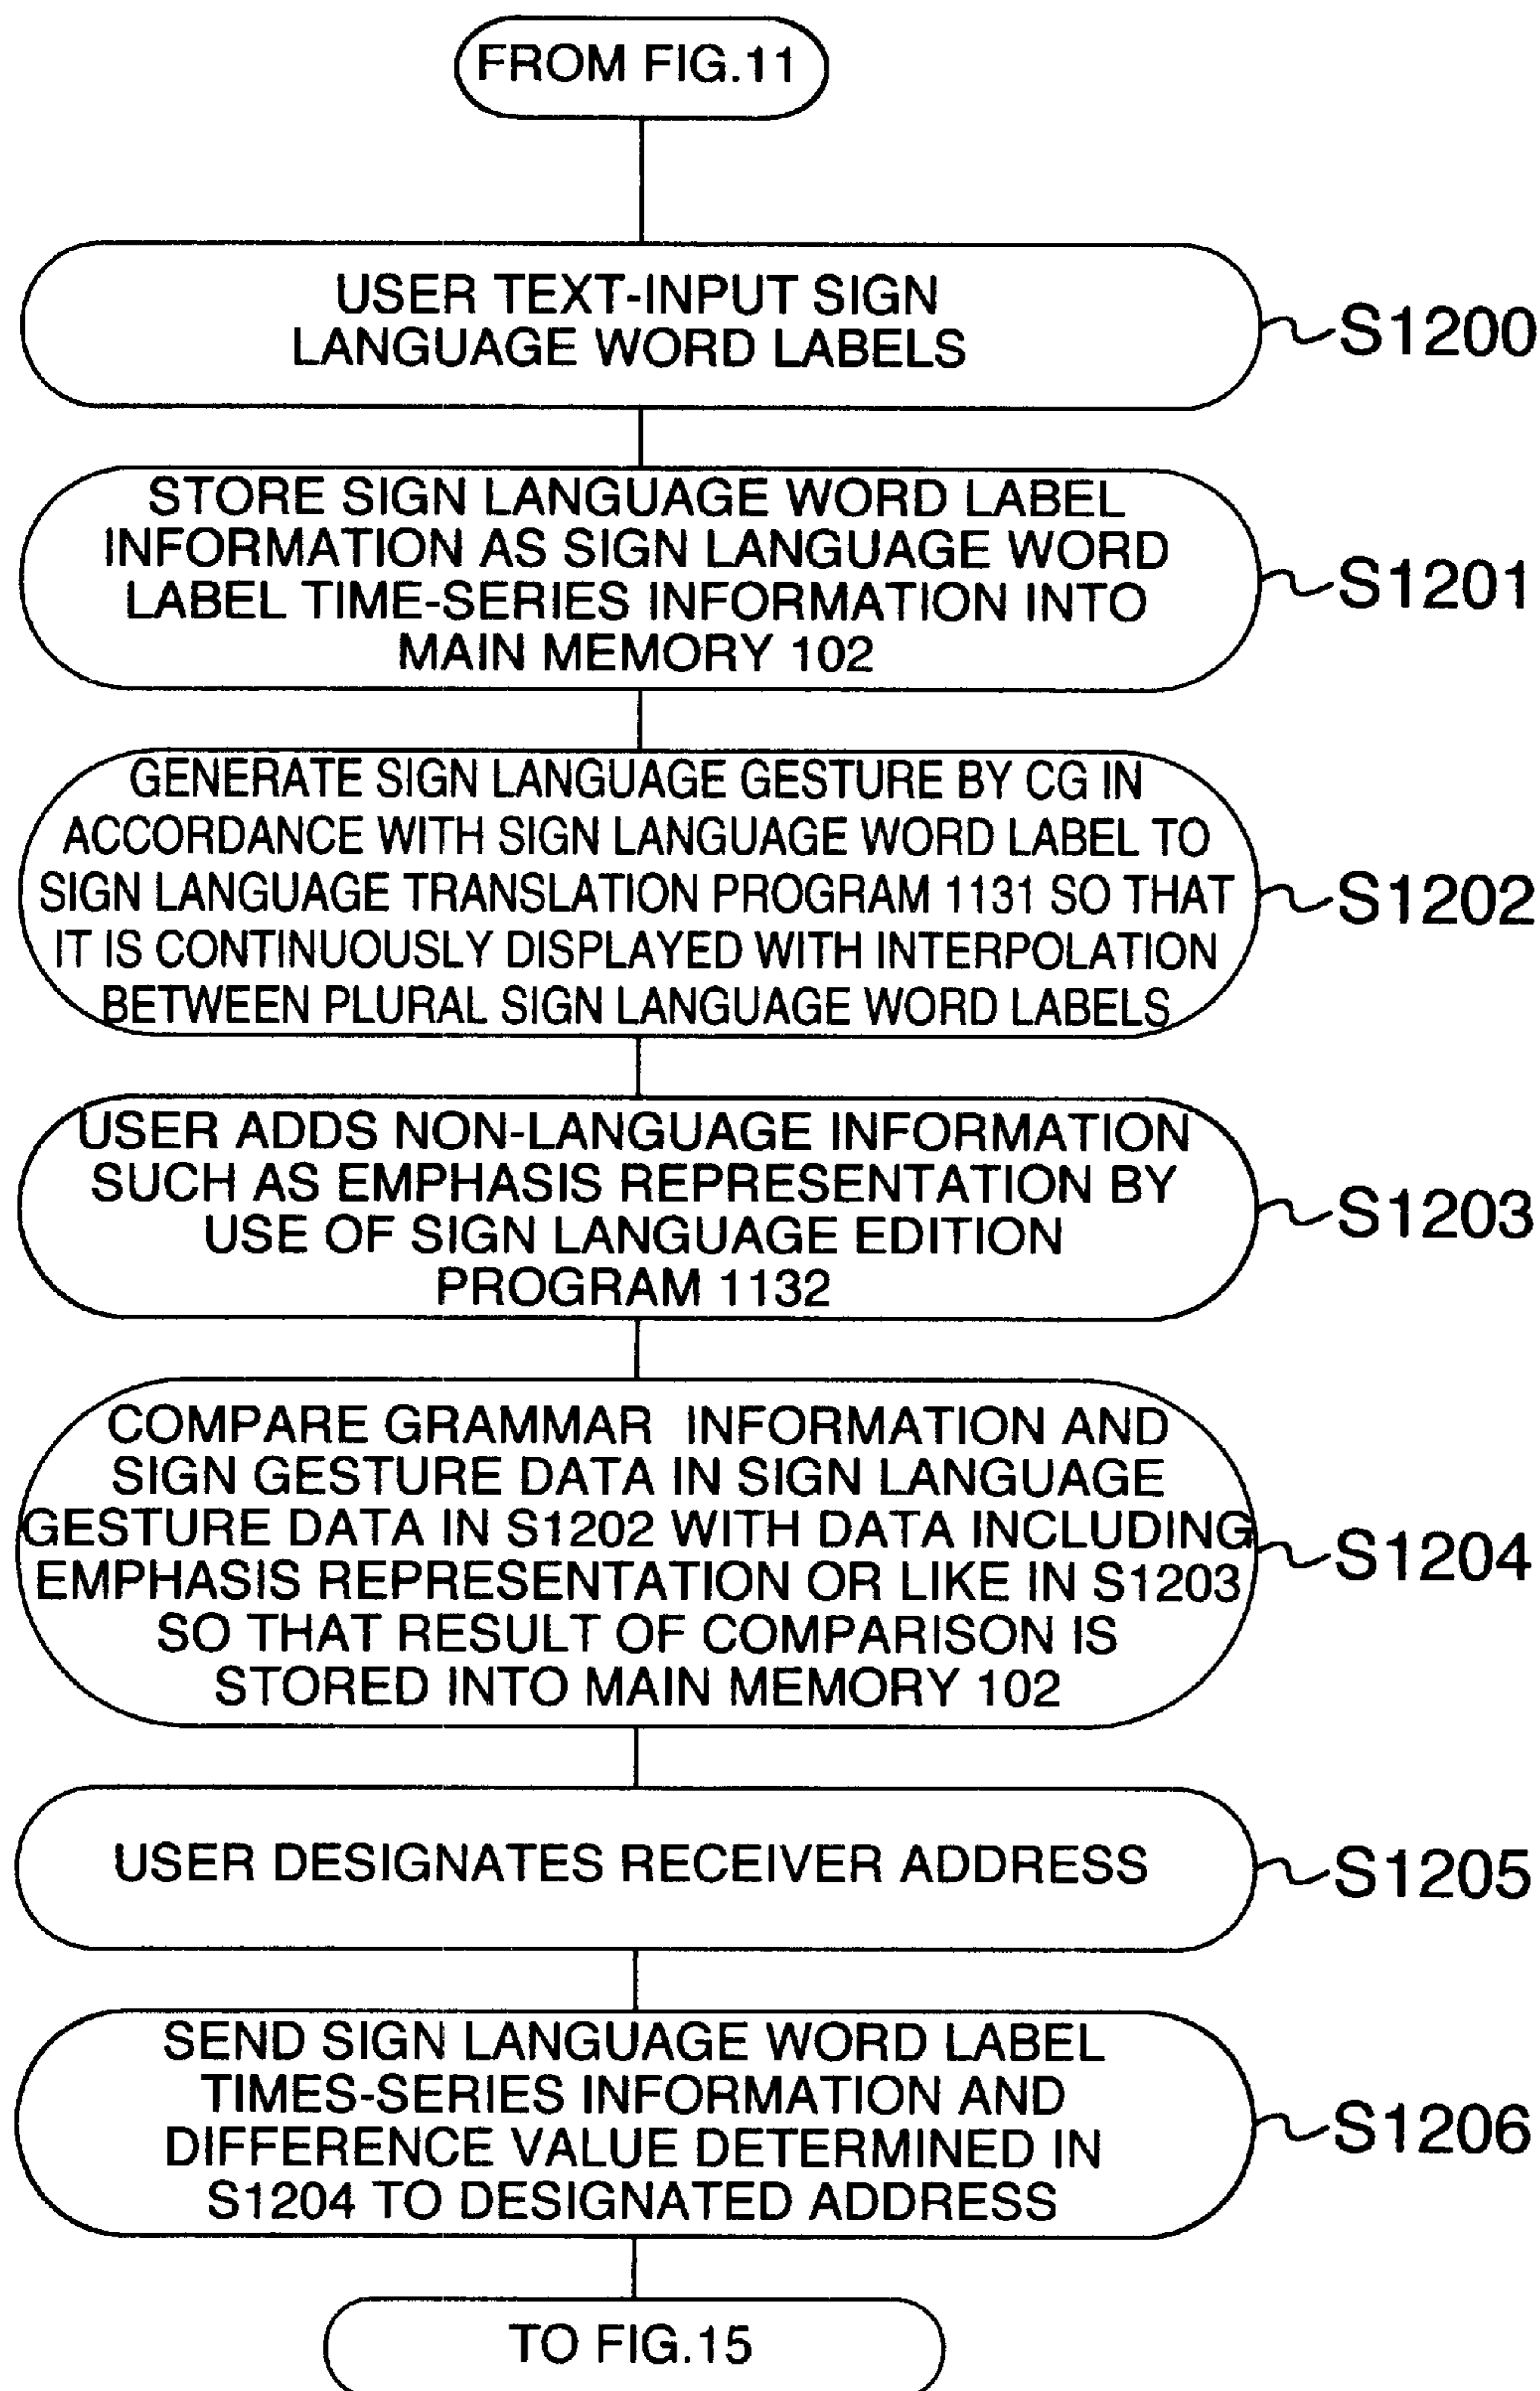 FROM FIG.11
USER TEXT-INPUT SIGN
LANGUAGE WORD LABELS
S1200
STORE SIGN LANGUAGE WORD LABEL
INFORMATION AS SIGN LANGUAGE WORD
LABEL TIME-SERIES INFORMATION INTO
MAIN MEMORY 102
S1201
GENERATE SIGN LANGUAGE GESTURE BY CG IN
ACCORDANCE WITH SIGN LANGUAGE WORD LABEL TO
SIGN LANGUAGE TRANSLATION PROGRAM 1131 SO THAT
IT IS CONTINUOUSLY DISPLAYED WITH INTERPOLATION
BETWEEN PLURAL SIGN LANGUAGE WORD LABELS
S1202
USER ADDS NON-LANGUAGE INFORMATION
SUCH AS EMPHASIS REPRESENTATION BY
USE OF SIGN LANGUAGE EDITION
PROGRAM 1132
S1203
COMPARE GRAMMAR INFORMATION AND
SIGN GESTURE DATA IN SIGN LANGUAGE
GESTURE DATA IN S1202 WITH DATA INCLUDING
EMPHASIS REPRESENTATION OR LIKE IN S1203
SO THAT RESULT OF COMPARISON IS
STORED INTO MAIN MEMORY 102
S1204
USER DESIGNATES RECEIVER ADDRESS
S1205
SEND SIGN LANGUAGE WORD LABEL
TIMES-SERIES INFORMATION AND
DIFFERENCE VALUE DETERMINED IN
S1204 TO DESIGNATED ADDRESS
S1206
TO FIG.15